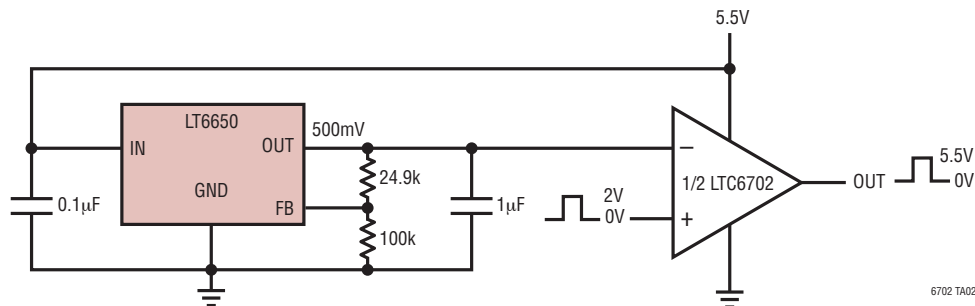 5.5V
LT6650
500mV
IN
OUT
24.9k
GND
FB
0.1µF
1µF
100k
2V
0V
−
+
1/2 LTC6702
OUT
5.5V
0V
6702 TA02